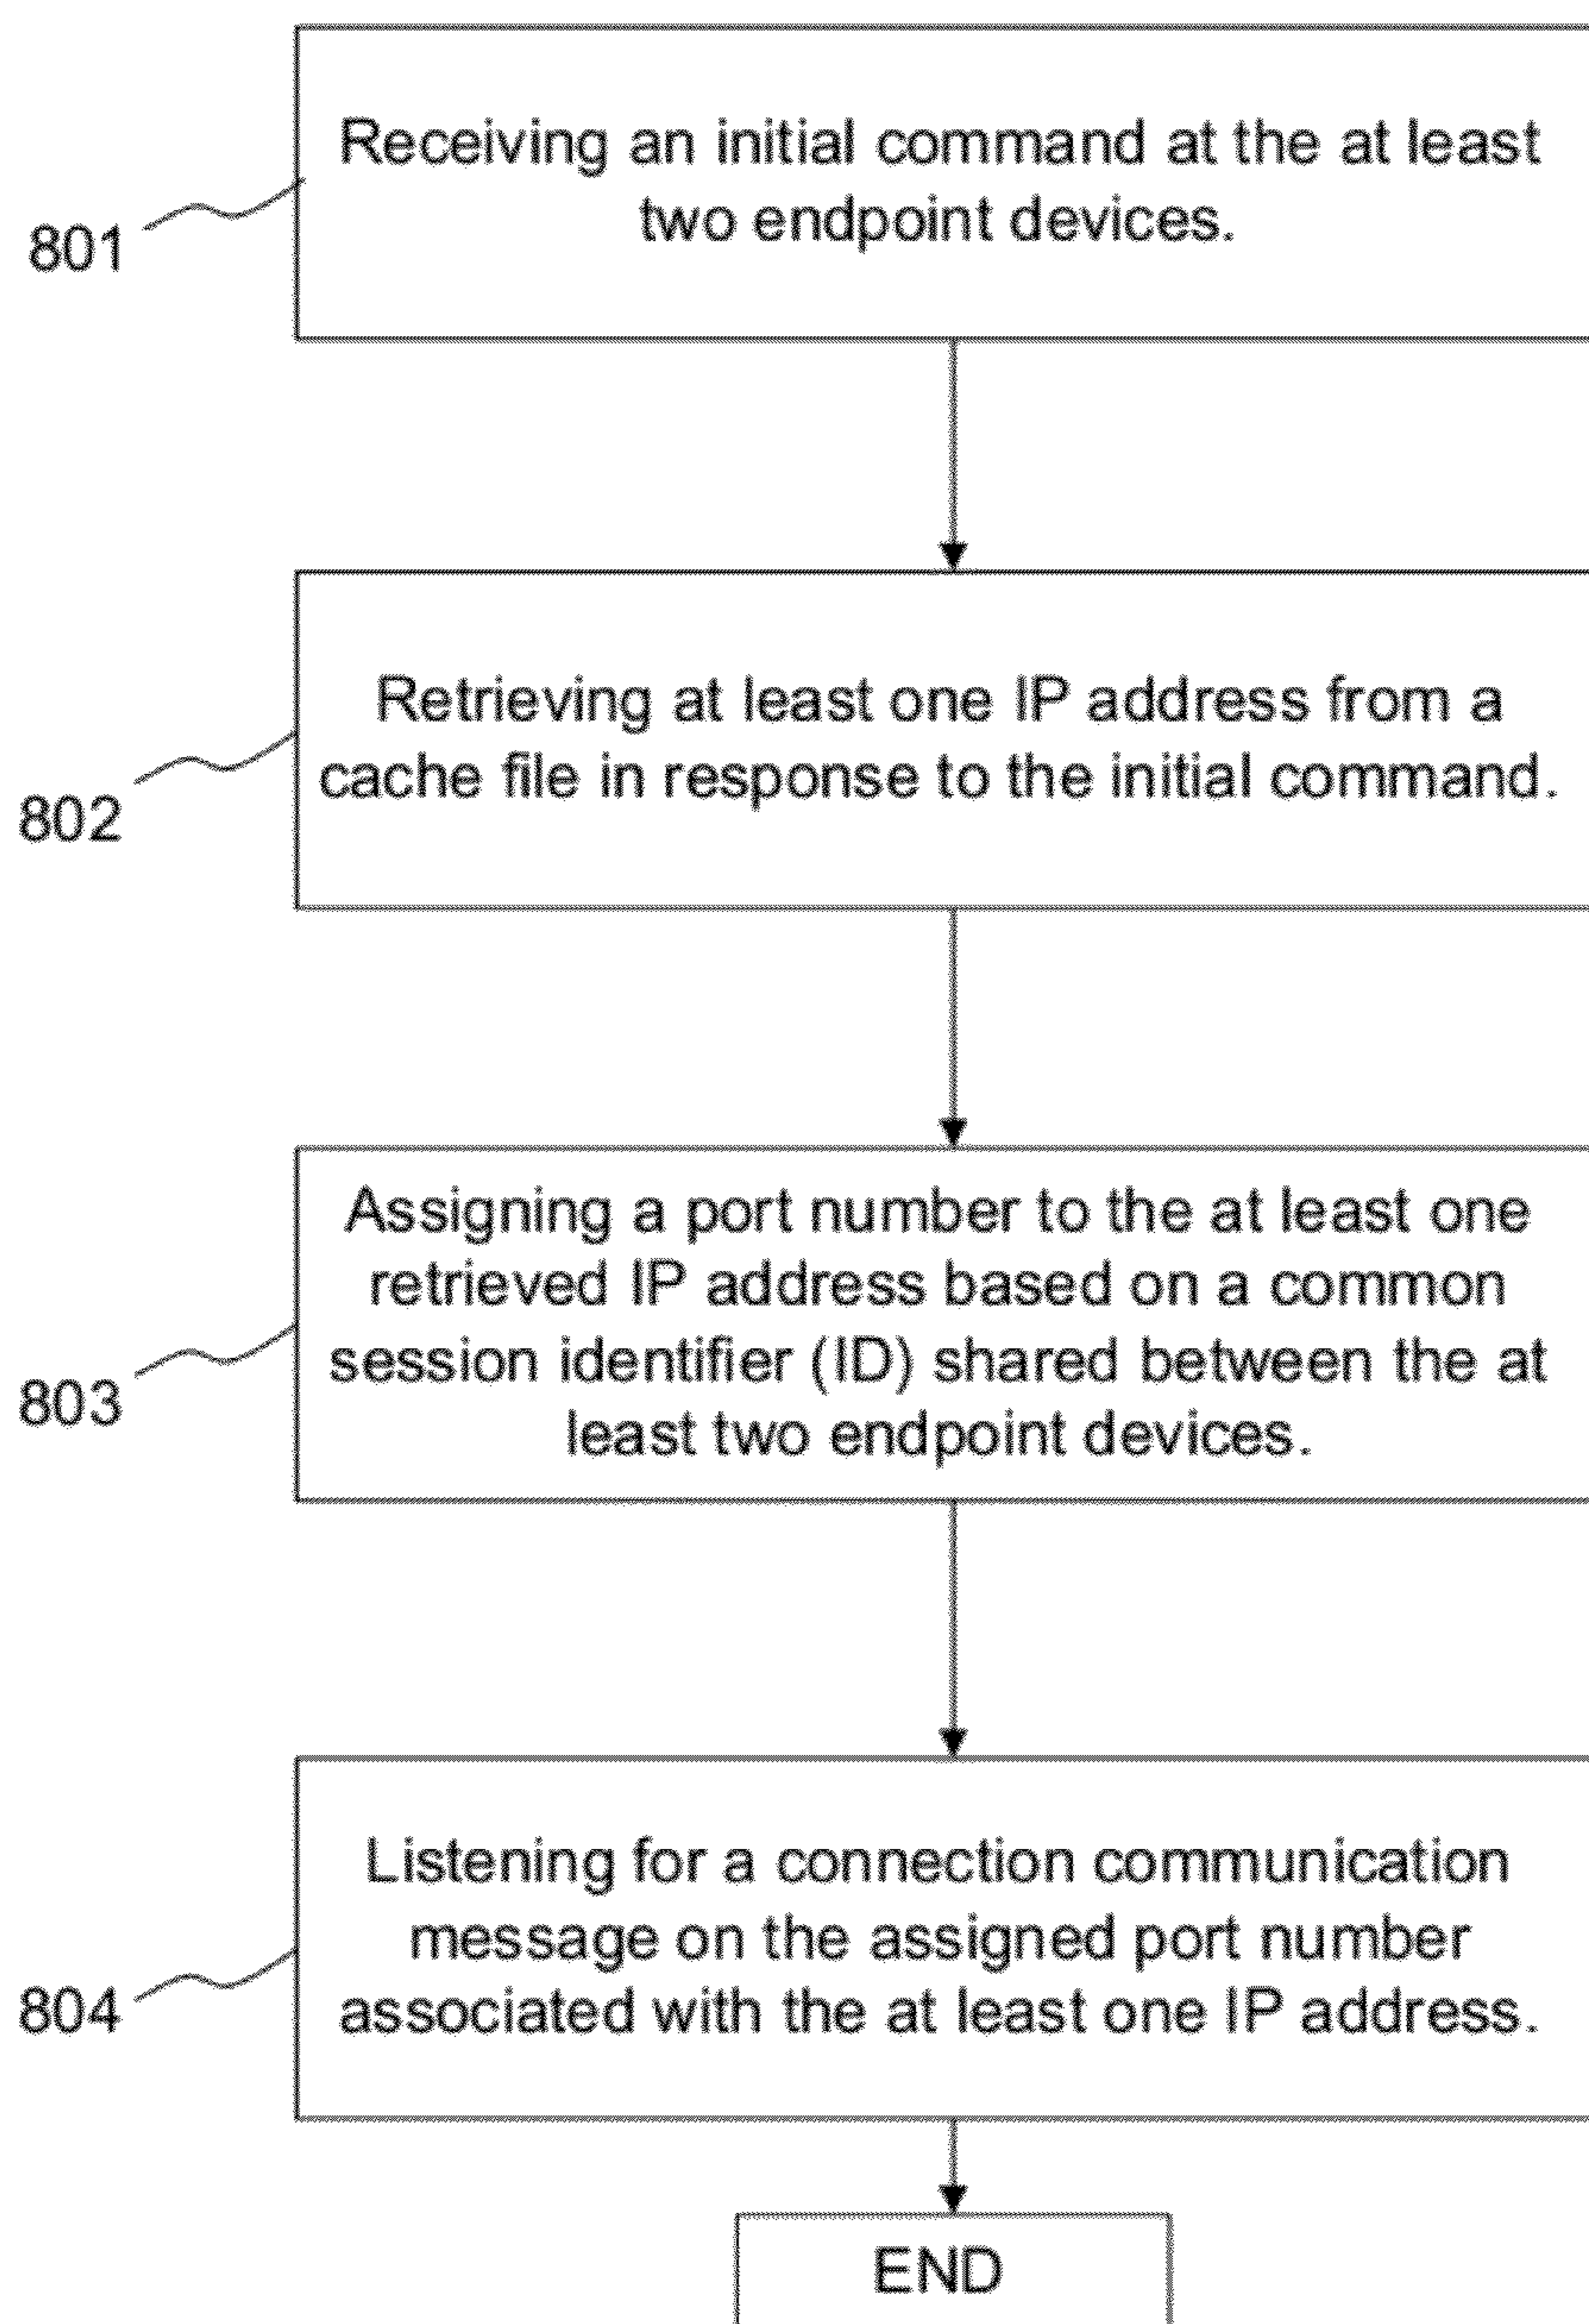 Receiving an initial command at the at least
two endpoint devices.
801
Retrieving at least one IP address from a
cache file in response to the initial command.
802
Assigning a port number to the at least one
retrieved IP address based on a common
session identifier (ID) shared between the at
least two endpoint devices.
803
Listening for a connection communication
message on the assigned port number
associated with the at least one IP address.
804
END